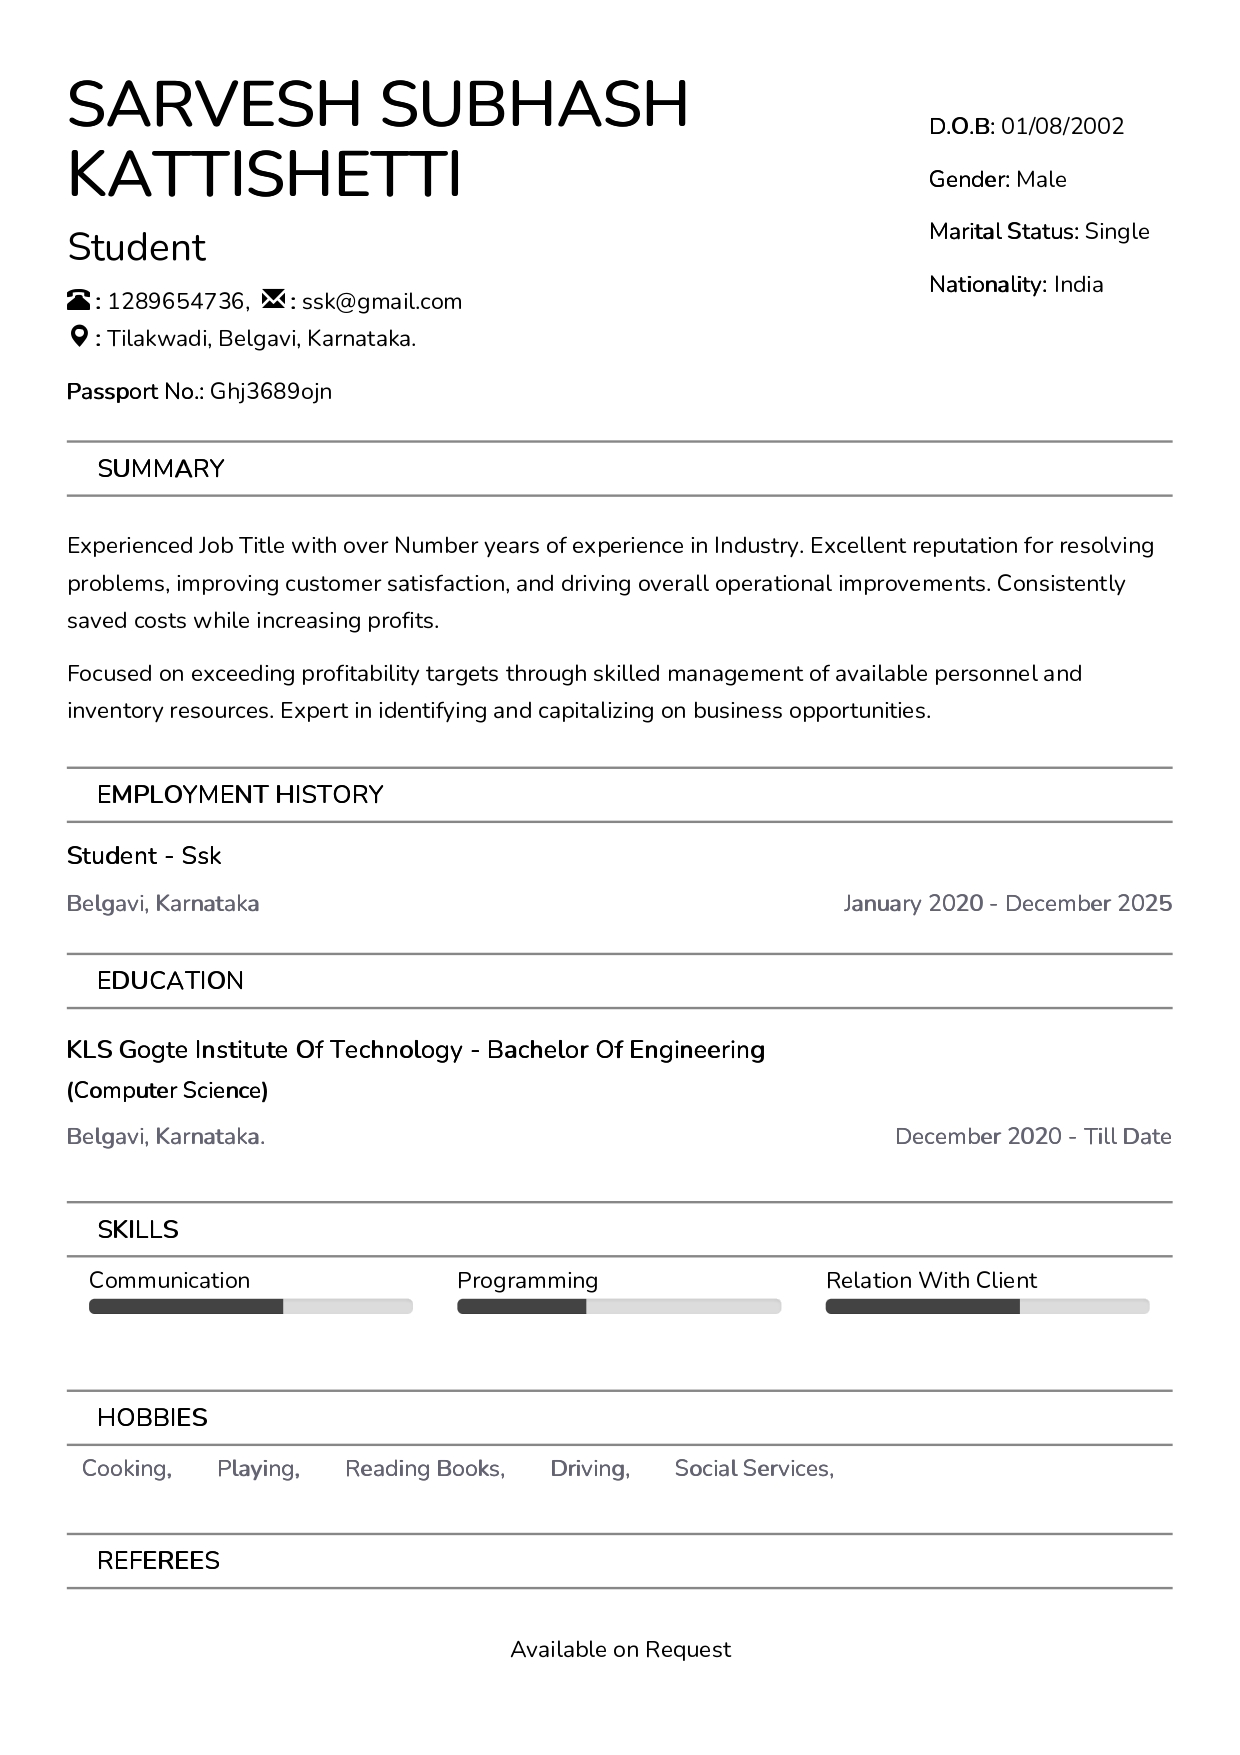 SARVESH SUBHASH
KATTISHETTI
Student
: 1289654736, : ssk@gmail.com
: Tilakwadi, Belgavi, Karnataka.
Passport No.: Ghj3689ojn
D.O.B: 01/08/2002
Gender: Male
Marital Status: Single
Nationality: India
SUMMARY
Experienced Job Title with over Number years of experience in Industry. Excellent reputation for resolving
problems, improving customer satisfaction, and driving overall operational improvements. Consistently
saved costs while increasing profits.
Focused on exceeding profitability targets through skilled management of available personnel and
inventory resources. Expert in identifying and capitalizing on business opportunities.
EMPLOYMENT HISTORY
Student - Ssk
Belgavi, Karnataka January 2020 - December 2025
EDUCATION
KLS Gogte Institute Of Technology - Bachelor Of Engineering
(Computer Science)
Belgavi, Karnataka. December 2020 - Till Date
SKILLS
Communication Programming Relation With Client
HOBBIES
Cooking, Playing, Reading Books, Driving, Social Services,
REFEREES
Available on Request